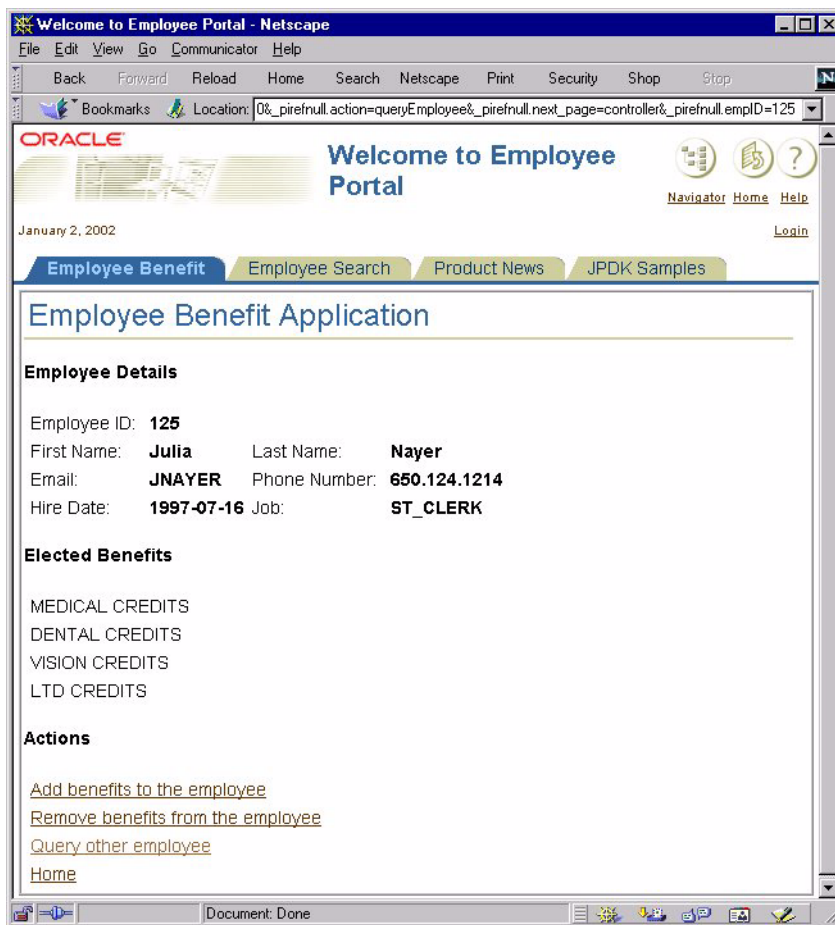 Welcome to Employee Portal - Netscape
File Edit View Go Communicator Help
Back Forward Reload Home Search Netscape Print Security Shop Stop N
Bookmarks Location: 0&_pirefnull.action=queryEmployee&_pirefnull.next_page=controller&_pirefnull.empID=125
ORACLE
Welcome to Employee
Portal
Navigator Home Help
January 2, 2002 Login
Employee Benefit Employee Search Product News JPDK Samples
Employee Benefit Application
Employee Details
Employee ID: 125
First Name: Julia Last Name: Nayer
Email: JNAYER Phone Number: 650.124.1214
Hire Date: 1997-07-16 Job: ST_CLERK
Elected Benefits
MEDICAL CREDITS
DENTAL CREDITS
VISION CREDITS
LTD CREDITS
Actions
Add benefits to the employee
Remove benefits from the employee
Query other employee
Home
Document: Done